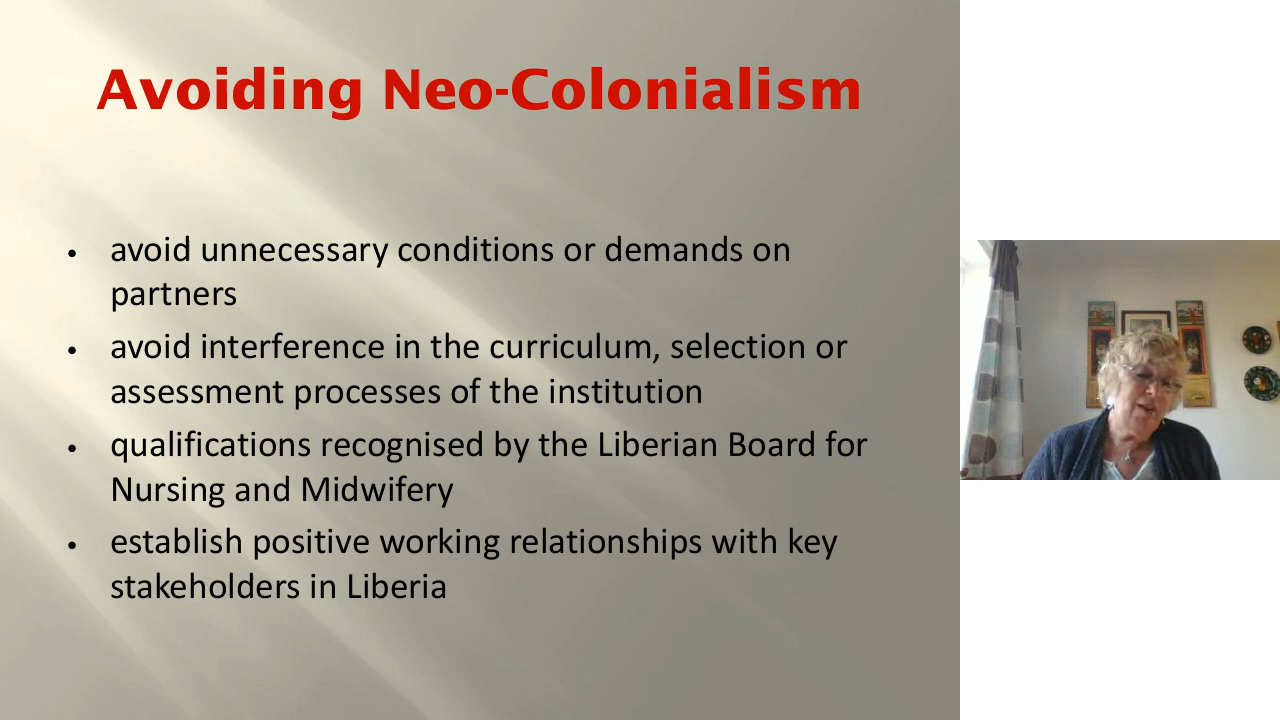 Avoiding Neo-Colonialism
• avoid unnecessary conditions or demands on
partners
• avoid interference in the curriculum, selection or
assessment processes of the institution
• qualifications recognised by the Liberian Board for
Nursing and Midwifery
• establish positive working relationships with key
stakeholders in Liberia